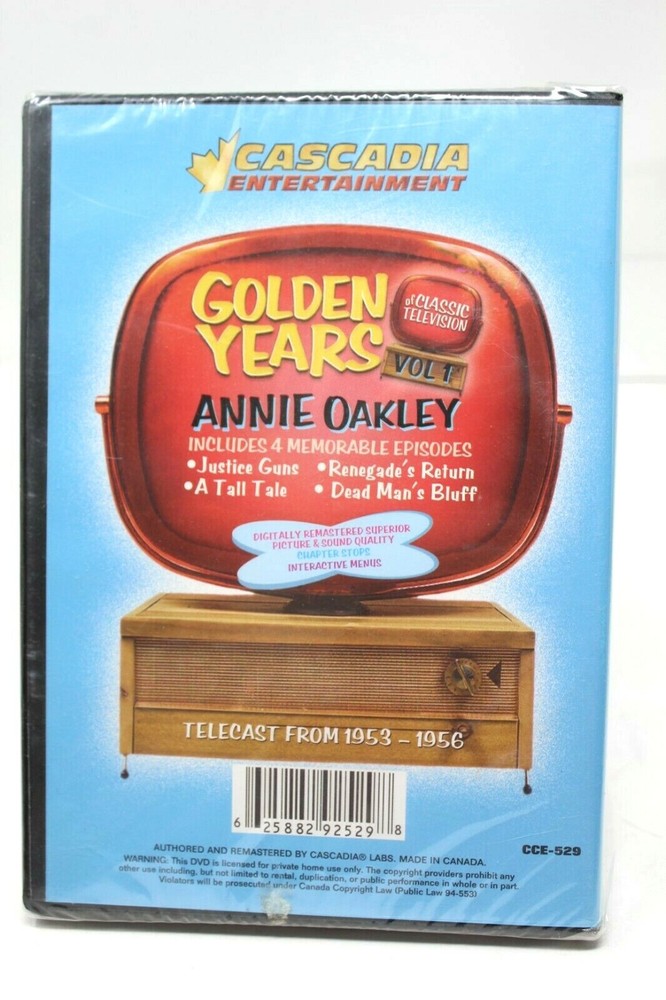 CASCADIA
ENTERTAINMENT
GOLDEN
YEARS
of CLASSIC
TELEVISION
VOL 1
ANNIE OAKLEY
INCLUDES 4 MEMORABLE EPISODES
•Justice Guns •Renegade's Return
•A Tall Tale • Dead Man's Bluff
DIGITALLY REMASTERED SUPERIOR
PICTURE & SOUND QUALITY
CHAPTER STOPS
INTERACTIVE MENUS
TELECAST FROM 1953 – 1956
6 25882 92529 8
AUTHORED AND REMASTERED BY CASCADIA® LABS. MADE IN CANADA.
CCE-529
WARNING: This DVD is licensed for private home use only. The copyright providers prohibit any
other use including, but not limited to rental, duplication, or public performance in whole or in part.
Violators will be prosecuted under Canada Copyright Law (Public Law 94-553)